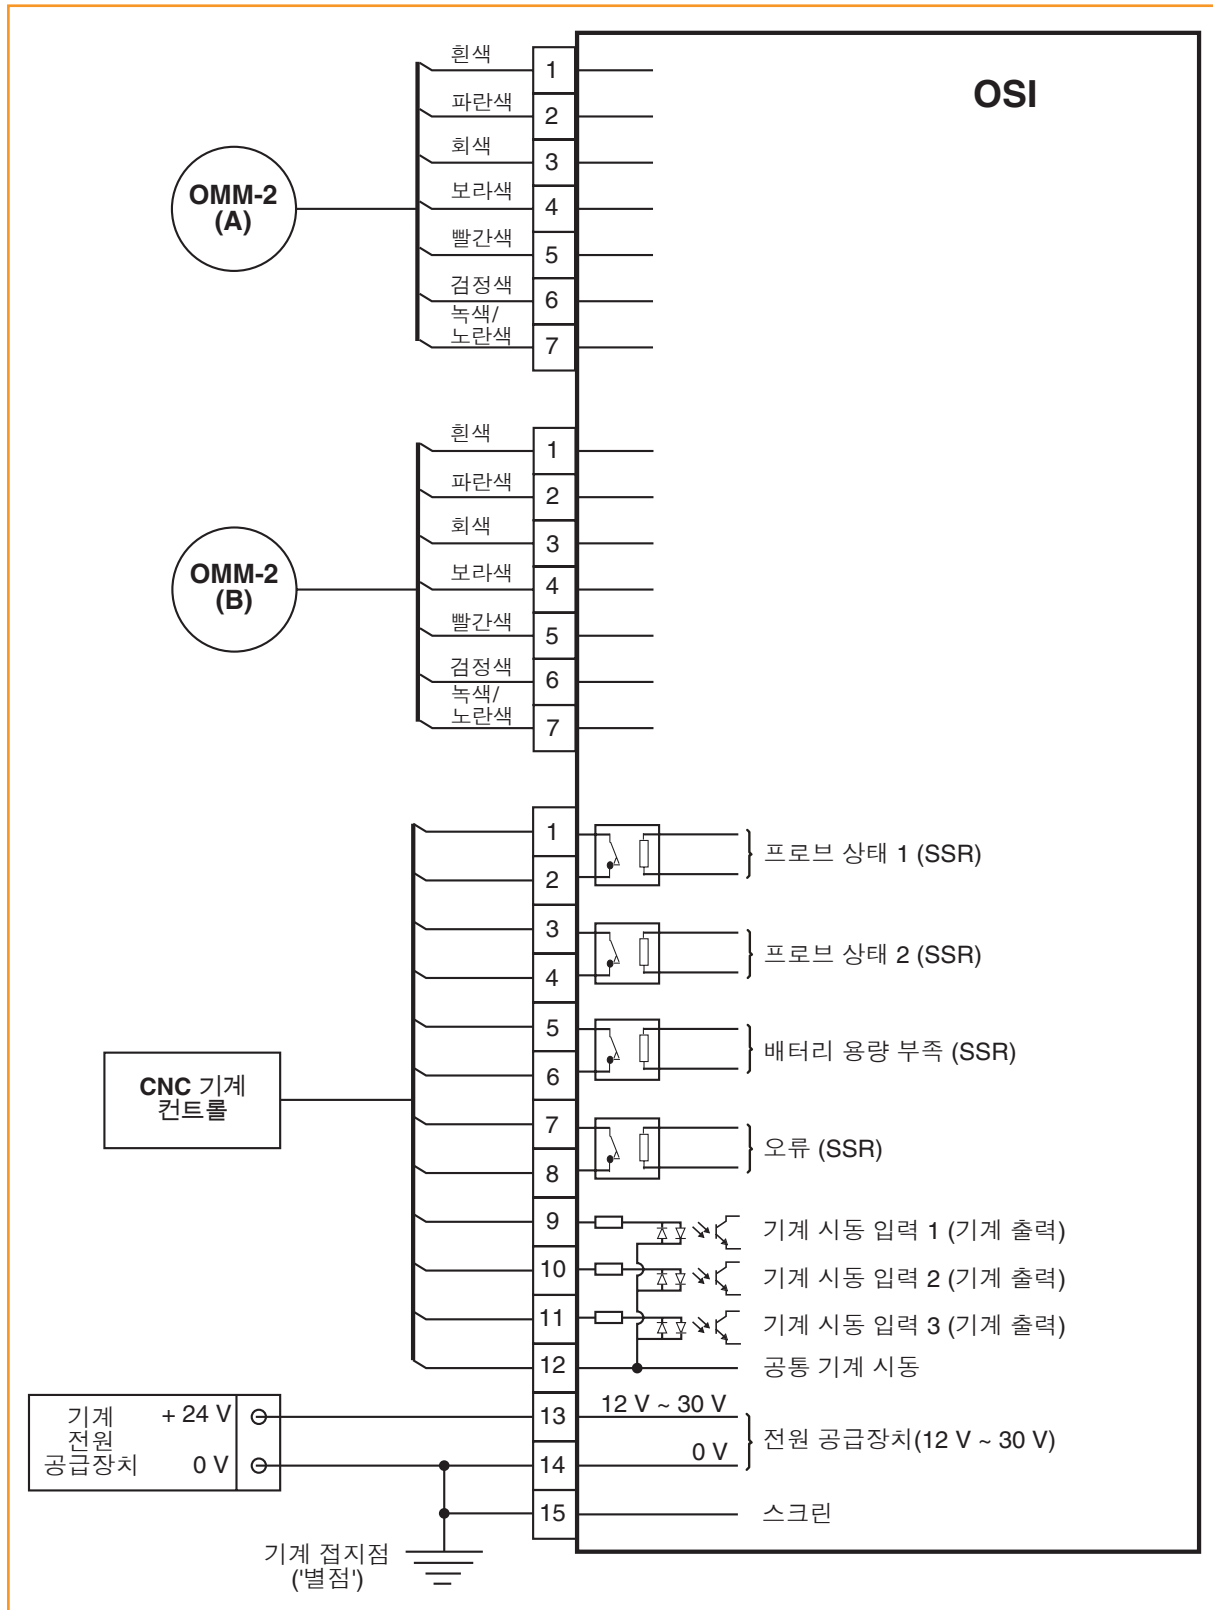 OSI
흰색
1
파란색
2
회색
3
보라색
4
빨간색
5
검정색
6
녹색/
노란색
7
OMM-2
(A)
흰색
1
파란색
2
회색
3
보라색
4
빨간색
5
검정색
6
녹색/
노란색
7
OMM-2
(B)
1
2
프로브 상태 1 (SSR)
3
4
프로브 상태 2 (SSR)
5
6
배터리 용량 부족 (SSR)
7
8
오류 (SSR)
CNC 기계
컨트롤
9
기계 시동 입력 1 (기계 출력)
10
기계 시동 입력 2 (기계 출력)
11
기계 시동 입력 3 (기계 출력)
12
공통 기계 시동
기계
전원
공급장치
+ 24 V
0 V
13
12 V ~ 30 V
14
0 V
전원 공급장치(12 V ~ 30 V)
15
스크린
기계 접지점
('별점')